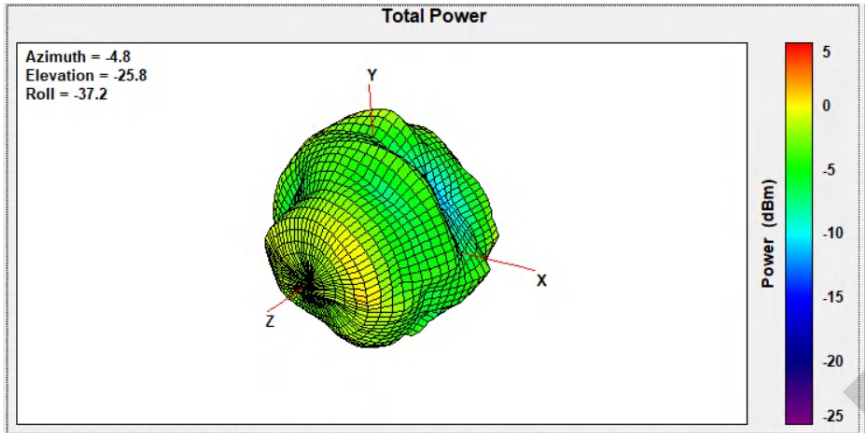 Total Power
Azimuth = -4.8
Elevation = -25.8
Roll = -37.2
Y
X
Z
5
0
-5
-10
-15
-20
-25
Power (dBm)